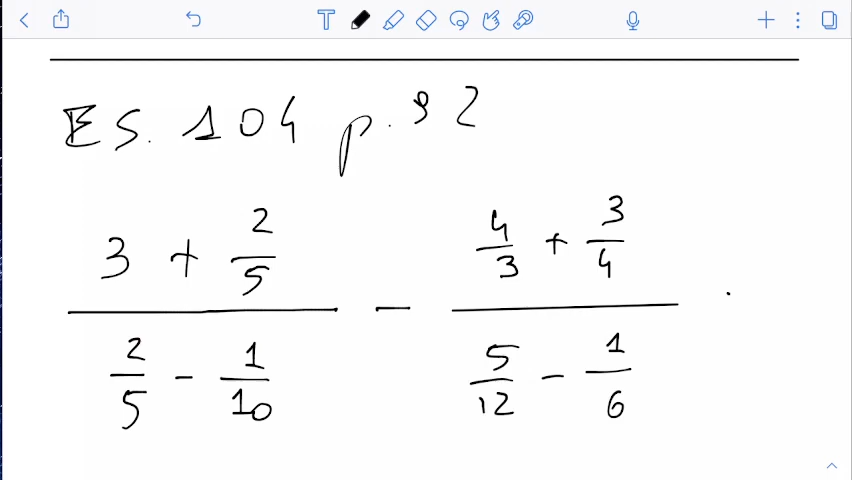 ES. 104 p. 92
3 + 2/5 / 2/5 - 1/10 - 4/3 + 3/4 / 5/12 - 1/6 .